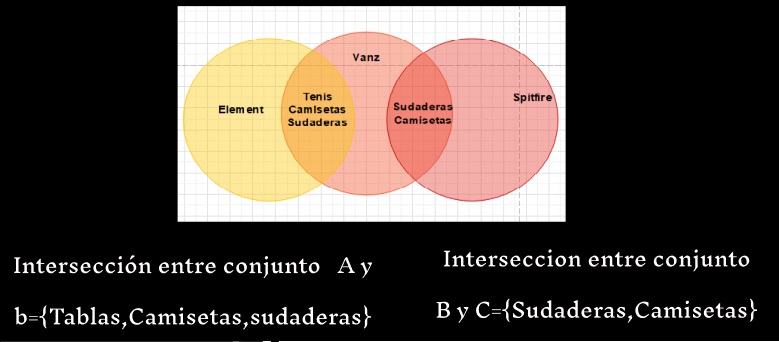 Vanz
Element
Tenis
Camisetas
Sudaderas
Sudaderas
Camisetas
Spitfire
Intersección entre conjunto A y
b={Tablas,Camisetas,sudaderas}
Interseccion entre conjunto
B y C={Sudaderas,Camisetas}